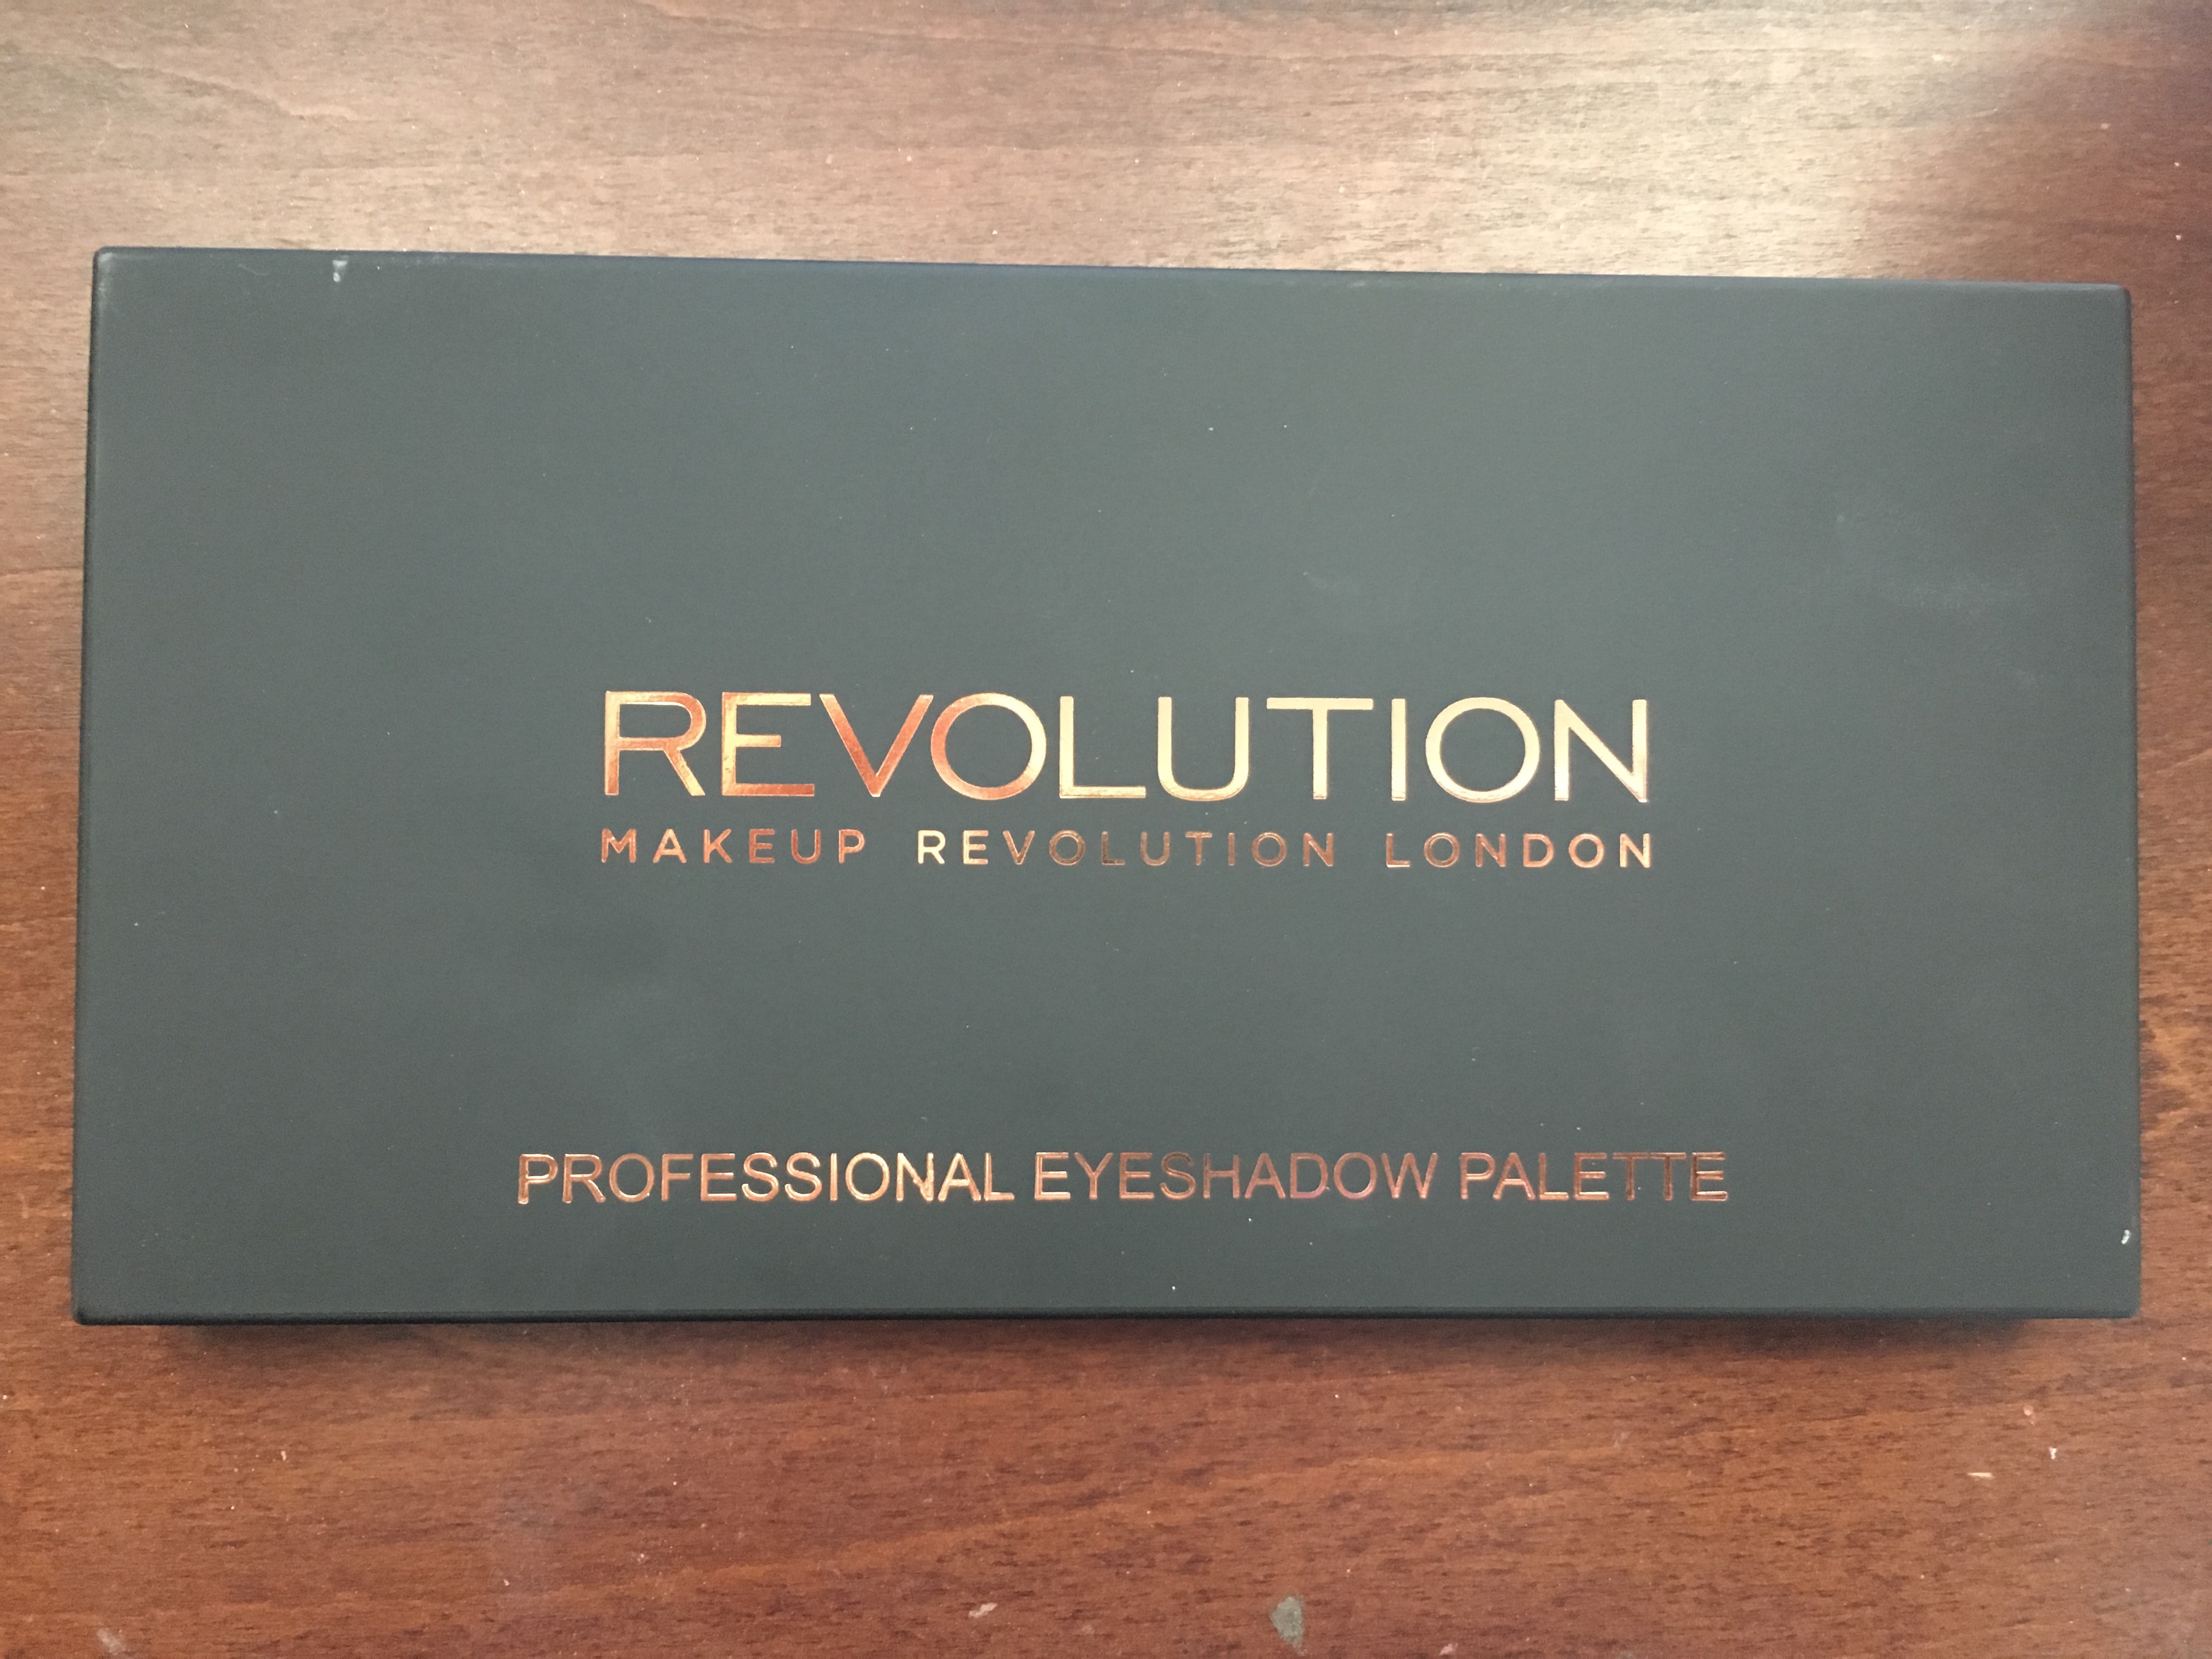 REVOLUTION
MAKEUP REVOLUTION LONDON
PROFESSIONAL EYESHADOW PALETTE